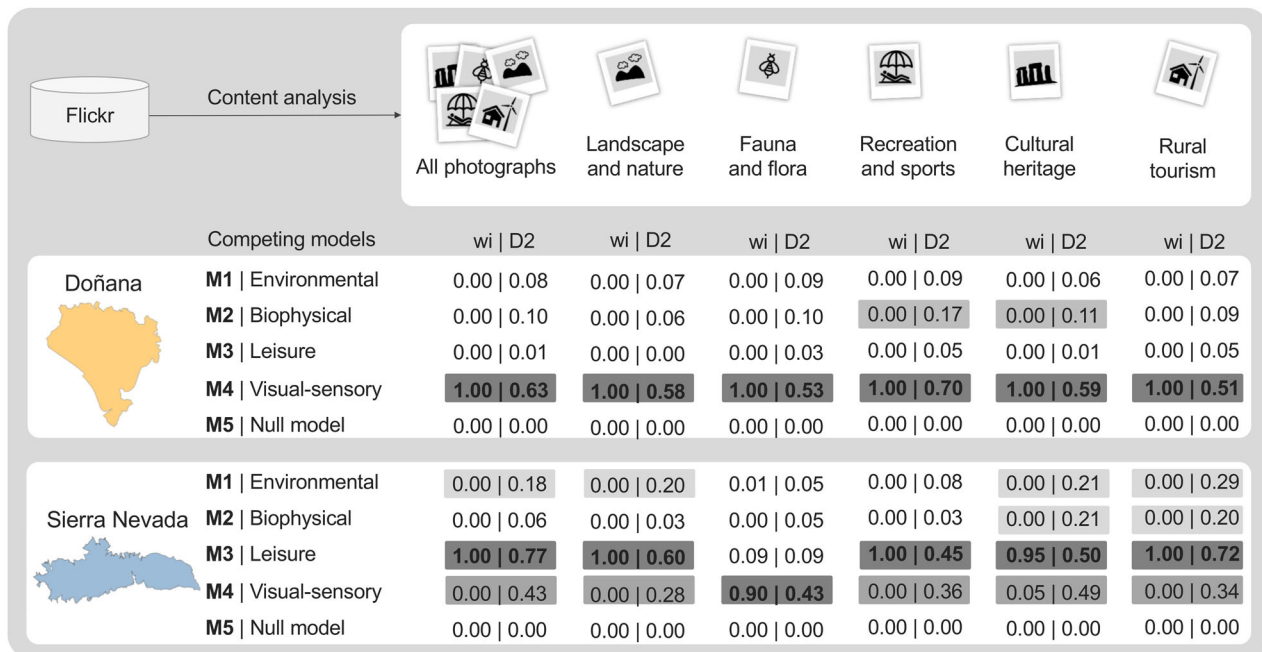 Flickr
Content analysis
All photographs
Landscape
and nature
Fauna
and flora
Recreation
and sports
Cultural
heritage
Rural
tourism
Competing models wi | D2 wi | D2 wi | D2 wi | D2 wi | D2 wi | D2
Doñana
M1 | Environmental 0.00 | 0.08 0.00 | 0.07 0.00 | 0.09 0.00 | 0.09 0.00 | 0.06 0.00 | 0.07
M2 | Biophysical 0.00 | 0.10 0.00 | 0.06 0.00 | 0.10 0.00 | 0.17 0.00 | 0.11 0.00 | 0.09
M3 | Leisure 0.00 | 0.01 0.00 | 0.00 0.00 | 0.03 0.00 | 0.05 0.00 | 0.01 0.00 | 0.05
M4 | Visual-sensory 1.00 | 0.63 1.00 | 0.58 1.00 | 0.53 1.00 | 0.70 1.00 | 0.59 1.00 | 0.51
M5 | Null model 0.00 | 0.00 0.00 | 0.00 0.00 | 0.00 0.00 | 0.00 0.00 | 0.00 0.00 | 0.00
Sierra Nevada
M1 | Environmental 0.00 | 0.18 0.00 | 0.20 0.01 | 0.05 0.00 | 0.08 0.00 | 0.21 0.00 | 0.29
M2 | Biophysical 0.00 | 0.06 0.00 | 0.03 0.00 | 0.05 0.00 | 0.03 0.00 | 0.21 0.00 | 0.20
M3 | Leisure 1.00 | 0.77 1.00 | 0.60 0.09 | 0.09 1.00 | 0.45 0.95 | 0.50 1.00 | 0.72
M4 | Visual-sensory 0.00 | 0.43 0.00 | 0.28 0.90 | 0.43 0.00 | 0.36 0.05 | 0.49 0.00 | 0.34
M5 | Null model 0.00 | 0.00 0.00 | 0.00 0.00 | 0.00 0.00 | 0.00 0.00 | 0.00 0.00 | 0.00